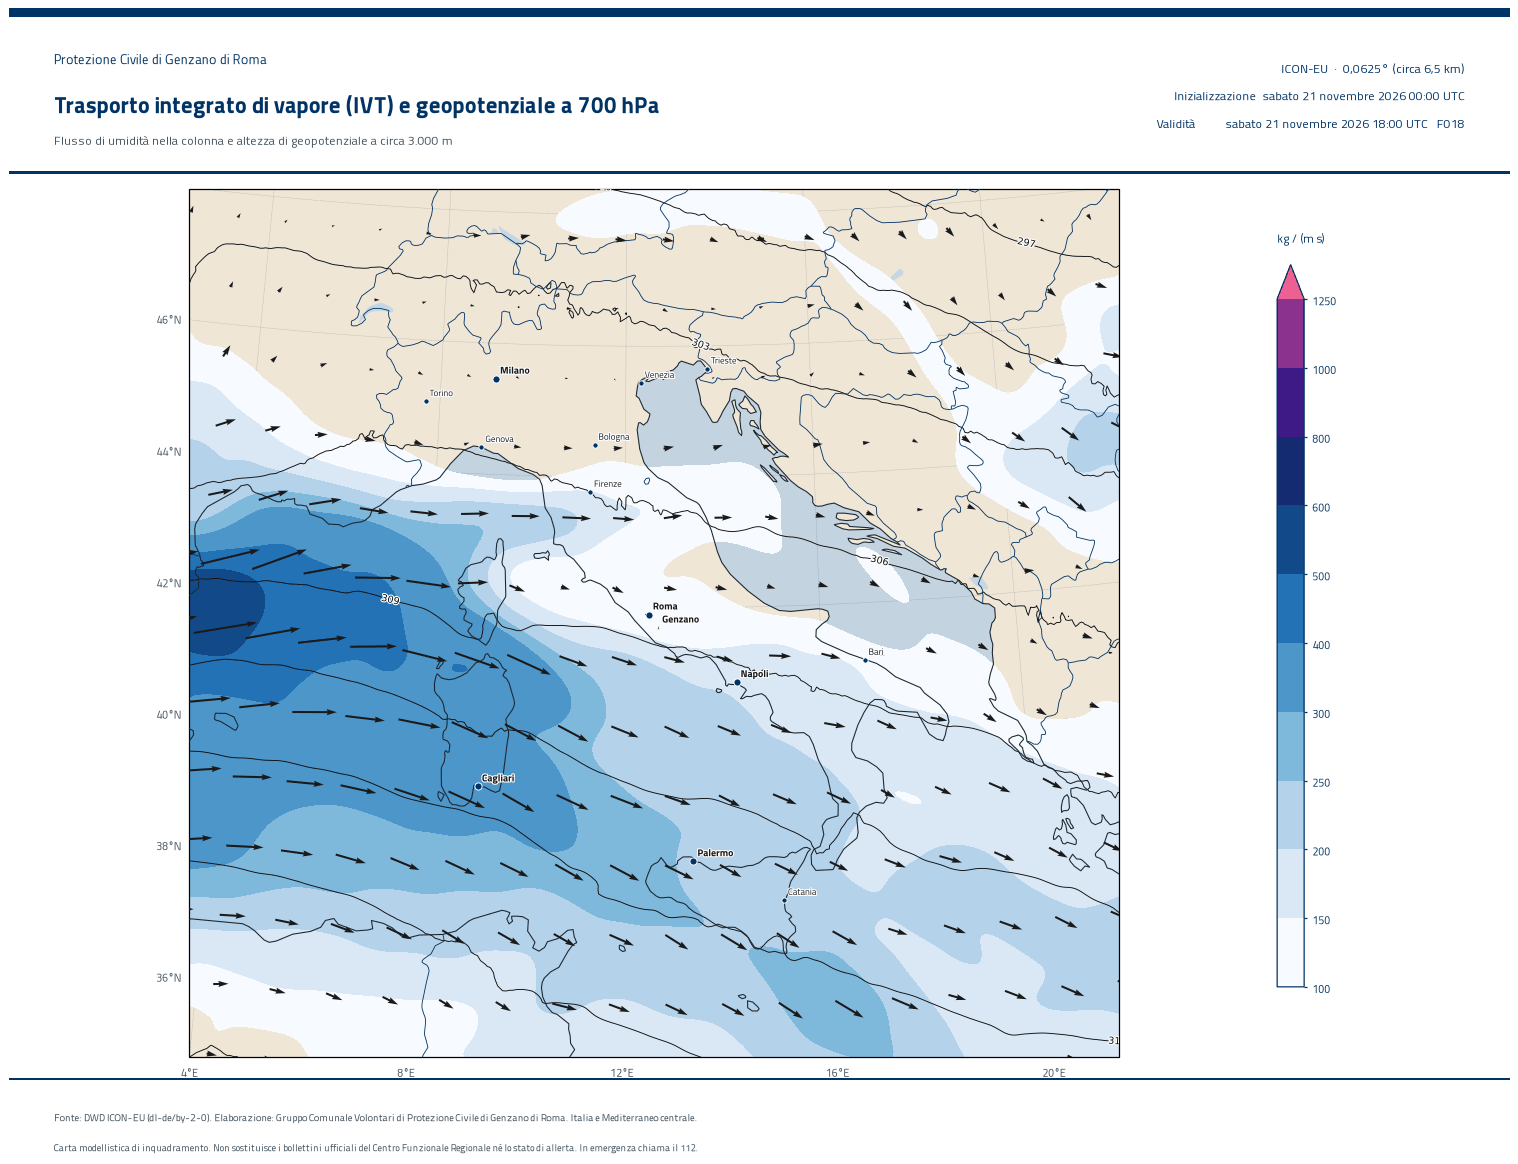 Protezione Civile di Genzano di Roma
Trasporto integrato di vapore (IVT) e geopotenziale a 700 hPa
Flusso di umidità nella colonna e altezza di geopotenziale a circa 3.000 m
ICON-EU · 0,0625° (circa 6,5 km)
Inizializzazione sabato 21 novembre 2026 00:00 UTC
Validità sabato 21 novembre 2026 18:00 UTC F018
kg / (m s)
1250
1000
800
600
500
400
300
250
200
150
100
297
303
306
309
31
Milano
Torino
Venezia
Trieste
Genova
Bologna
Firenze
Roma
Genzano
Napoli
Bari
Cagliari
Palermo
Catania
46°N
44°N
42°N
40°N
38°N
36°N
4°E
8°E
12°E
16°E
20°E
Fonte: DWD ICON-EU (dl-de/by-2-0). Elaborazione: Gruppo Comunale Volontari di Protezione Civile di Genzano di Roma. Italia e Mediterraneo centrale.
Carta modellistica di inquadramento. Non sostituisce i bollettini ufficiali del Centro Funzionale Regionale né lo stato di allerta. In emergenza chiama il 112.